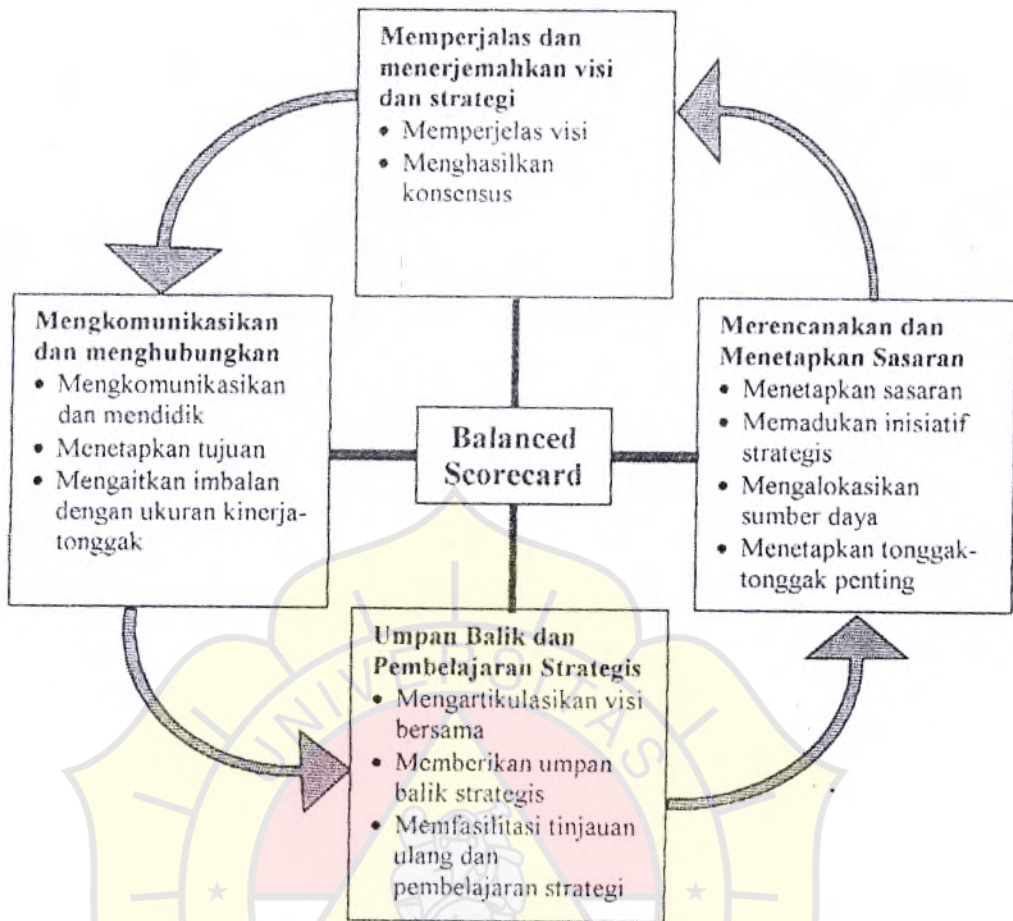 Memperjalas dan
menerjemahkan visi
dan strategi
• Memperjelas visi
• Menghasilkan
konsensus
Mengkomunikasikan
dan menghubungkan
• Mengkomunikasikan
dan mendidik
• Menetapkan tujuan
• Mengaitkan imbalan
dengan ukuran kinerja-
tonggak
Balanced
Scorecard
Merencanakan dan
Menetapkan Sasaran
• Menetapkan sasaran
• Memadukan inisiatif
strategis
• Mengalokasikan
sumber daya
• Menetapkan tonggak-
tonggak penting
Umpan Balik dan
Pembelajaran Strategis
• Mengartikulasikan visi
bersama
• Memberikan umpan
balik strategis
• Memfasilitasi tinjauan
ulang dan
pembelajaran strategi
UNIVERSITAS